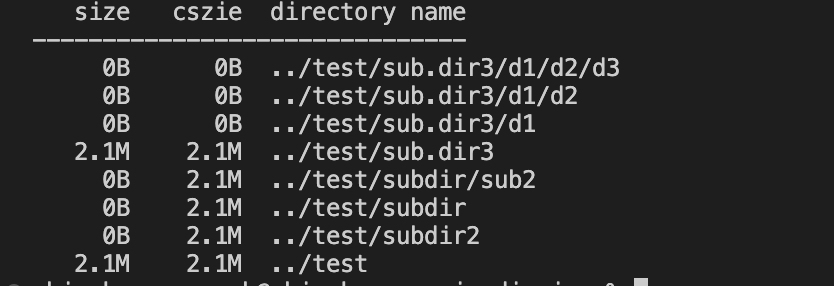 size cszie directory name
--------------------------------
0B 0B ../test/sub.dir3/d1/d2/d3
0B 0B ../test/sub.dir3/d1/d2
0B 0B ../test/sub.dir3/d1
2.1M 2.1M ../test/sub.dir3
0B 2.1M ../test/subdir/sub2
0B 2.1M ../test/subdir
0B 2.1M ../test/subdir2
2.1M 2.1M ../test